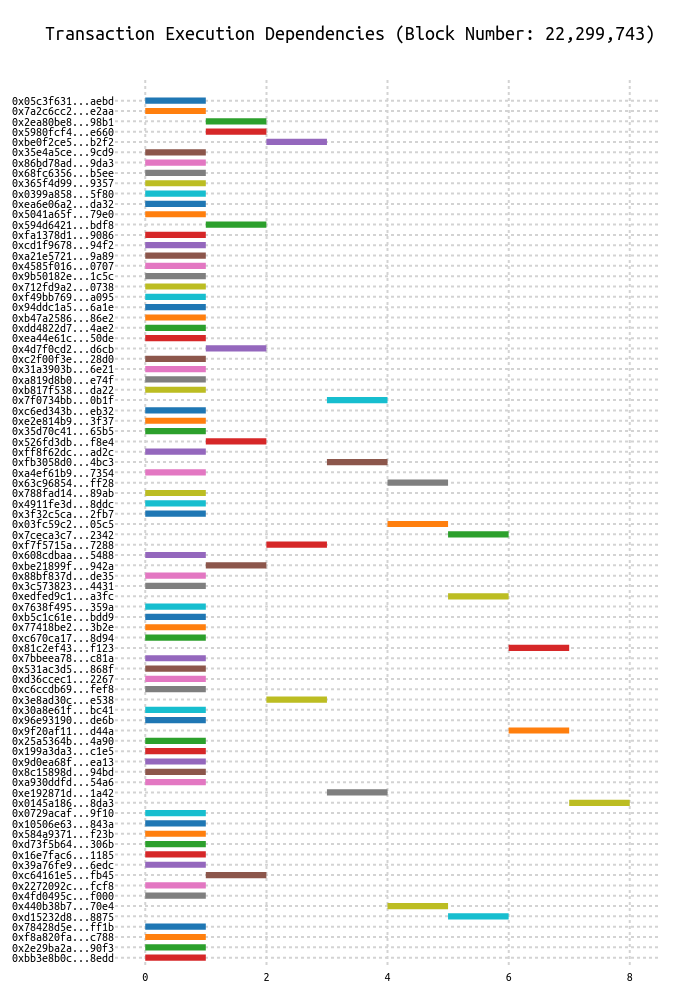 Transaction Execution Dependencies (Block Number: 22,299,743)
0x05c3f631...aebd
0x7a2c6cc2...e2aa
0x2ea80be8...98b1
0x5980fcf4...e660
0xbe0f2ce5...b2f2
0x35e4a5ce...9cd9
0x86bd78ad...9da3
0x68fc6356...b5ee
0x365f4d99...9357
0x0399a858...5f80
0xea6e06a2...da32
0x5041a65f...79e0
0x594d6421...bdf8
0xfa1378d1...9086
0xcd1f9678...94f2
0xa21e5721...9a89
0x4585f016...0707
0x9b50182e...1c5c
0x712fd9a2...0738
0xf49bb769...a095
0x94ddc1a5...6a1e
0xb47a2586...86e2
0xdd4822d7...4ae2
0xea44e61c...50de
0x4d7f0cd2...d6cb
0xc2f00f3e...28d0
0x31a3903b...6e21
0xa819d8b0...e74f
0xb817f538...da22
0x7f0734bb...0b1f
0xc6ed343b...eb32
0xe2e814b9...3f37
0x35d70c41...65b5
0x526fd3db...f8e4
0xff8f62dc...ad2c
0xfb3058d0...4bc3
0xa4ef61b9...7354
0x63c96854...ff28
0x788fad14...89ab
0x4911fe3d...8ddc
0x3f32c5ca...2fb7
0x03fc59c2...05c5
0x7ceca3c7...2342
0xf7f5715a...7288
0x608cdbaa...5488
0xbe21899f...942a
0x88bf837d...de35
0x3c573823...4431
0xedfed9c1...a3fc
0x7638f495...359a
0xb5c1c61e...bdd9
0x77418be2...3b2e
0xc670ca17...8d94
0x81c2ef43...f123
0x7bbeea78...c81a
0x531ac3d5...868f
0xd36ccec1...2267
0xc6ccdb69...fef8
0x3e8ad30c...e538
0x30a8e61f...bc41
0x96e93190...de6b
0x9f20af11...d44a
0x25a5364b...4a90
0x199a3da3...c1e5
0x9d0ea68f...ea13
0x8c15898d...94bd
0xa930ddfd...54a6
0xe192871d...1a42
0x0145a186...8da3
0x0729acaf...9f10
0x10506e63...843a
0x584a9371...f23b
0xd73f5b64...306b
0x16e7fac6...1185
0x39a76fe9...6edc
0xc64161e5...fb45
0x2272092c...fcf8
0x4fd0495c...f000
0x440b38b7...70e4
0xd15232d8...8875
0x78428d5e...ff1b
0xf8a820fa...c788
0x2e29ba2a...90f3
0xbb3e8b0c...8edd
0 2 4 6 8